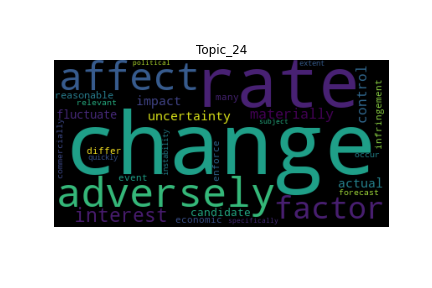 Topic_24
political
extent
affect
rate
reasonable
relevant
impact
many
control
fluctuate
uncertainty
materially
infringement
subject
change
commercially
differ
quickly
instability
enforce
occur
event
adversely
actual
forecast
interest
candidate
factor
economic
specifically